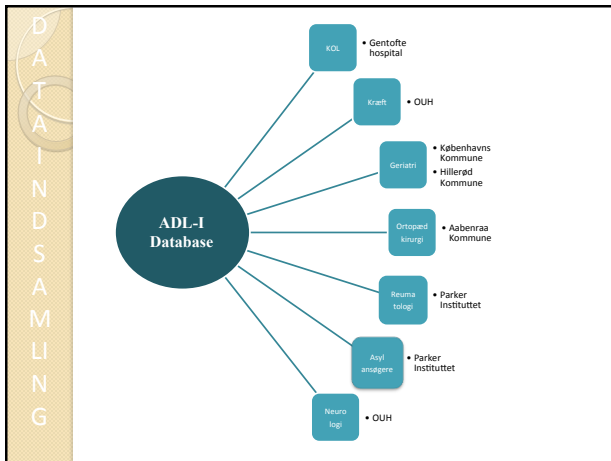 DATAINDSAMLING
ADL-I
Database
KOL
• Gentofte
hospital
Kræft
• OUH
Geriatri
• Københavns
Kommune
• Hillerød
Kommune
Ortopæd
kirurgi
• Aabenraa
Kommune
Reuma
tologi
• Parker
Instituttet
Asyl
ansøgere
• Parker
Instituttet
Neuro
logi
• OUH